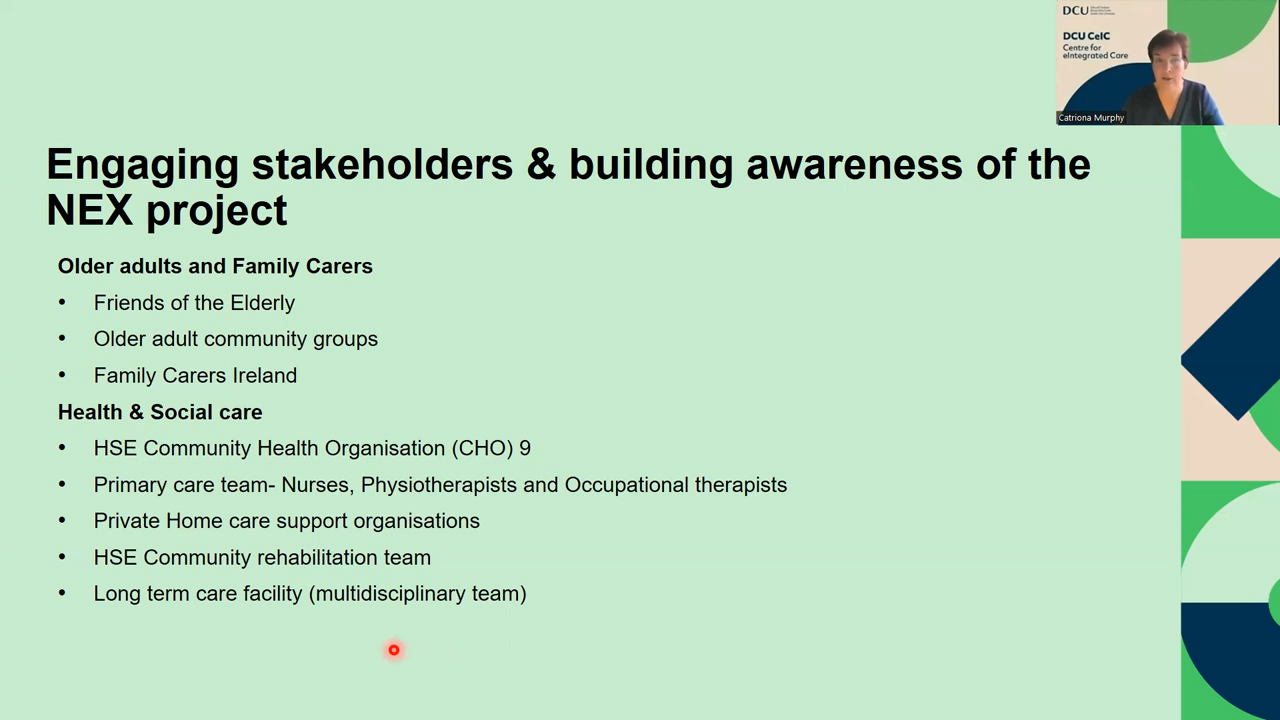 DCU
DCU CeIC
Centre for
eIntegrated Care
Catriona Murphy
Engaging stakeholders & building awareness of the
NEX project
Older adults and Family Carers
• Friends of the Elderly
• Older adult community groups
• Family Carers Ireland
Health & Social care
• HSE Community Health Organisation (CHO) 9
• Primary care team- Nurses, Physiotherapists and Occupational therapists
• Private Home care support organisations
• HSE Community rehabilitation team
• Long term care facility (multidisciplinary team)